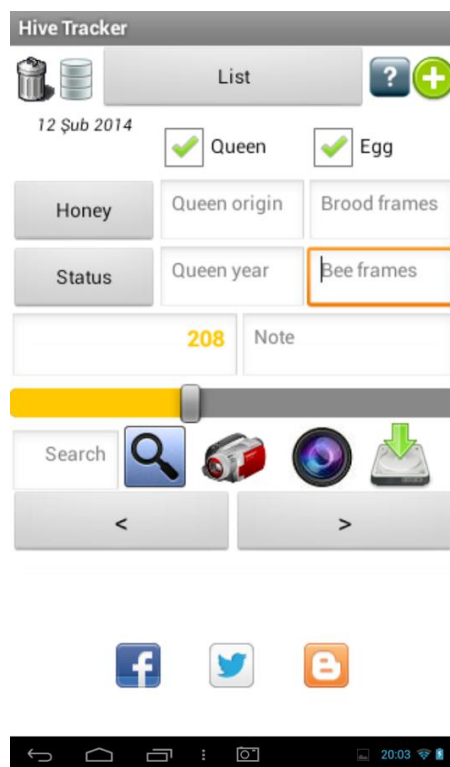 Hive Tracker
List
?
12 Şub 2014
Queen
Egg
Honey
Queen origin
Brood frames
Status
Queen year
Bee frames
208
Note
Search
<
>
20:03